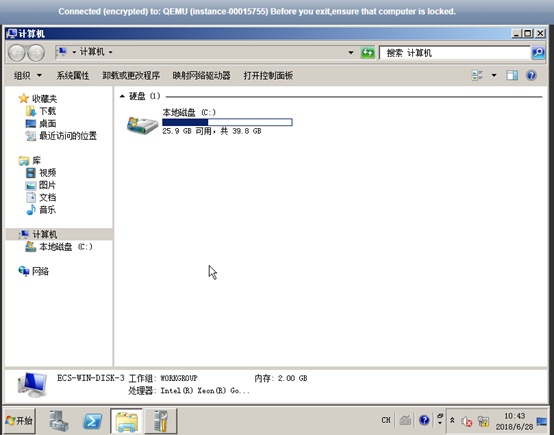 Connected (encrypted) to: QEMU (instance-00015755) Before you exit,ensure that computer is locked.
计算机
计算机
搜索 计算机
组织 系统属性 卸载或更改程序 映射网络驱动器 打开控制面板
收藏夹
下载
桌面
最近访问的位置
库
视频
图片
文档
音乐
计算机
本地磁盘 (C:)
网络
硬盘 (1)
本地磁盘 (C:)
25.9 GB 可用，共 39.8 GB
ECS-WIN-DISK-3 工作组: WORKGROUP 内存: 2.00 GB
处理器: Intel(R) Xeon(R) Go...
开始
CH
10:43
2018/6/28